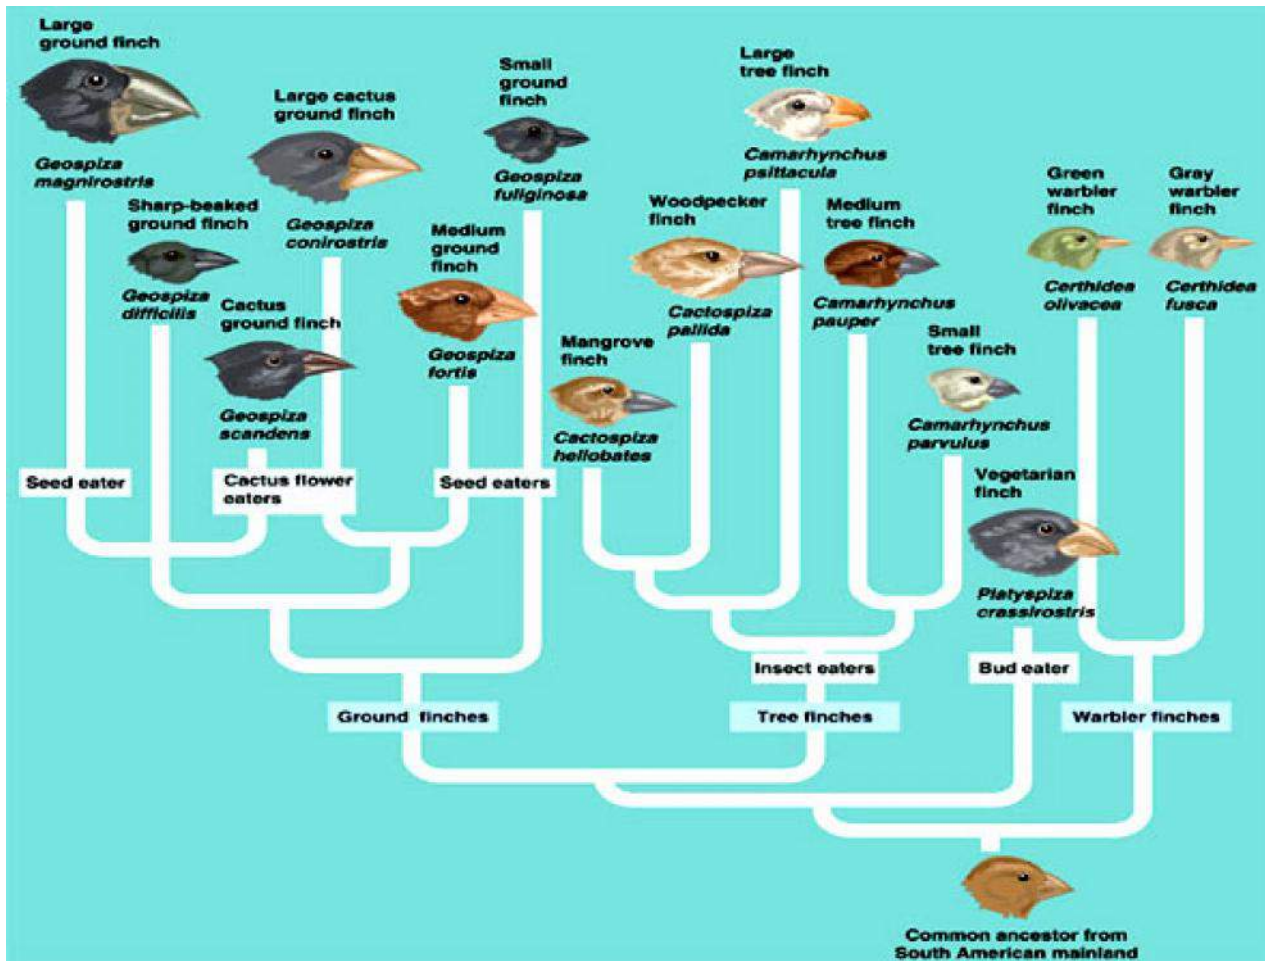 Large
ground finch
Geospiza
magnirostris
Sharp-beaked
ground finch
Geospiza
difficilis
Large cactus
ground finch
Geospiza
conirostris
Cactus
ground finch
Geospiza
scandens
Medium
ground
finch
Geospiza
fortis
Small
ground
finch
Geospiza
fuliginosa
Mangrove
finch
Cactospiza
heliobates
Woodpecker
finch
Cactospiza
pallida
Large
tree finch
Camarhynchus
psittacula
Medium
tree finch
Camarhynchus
pauper
Small
tree finch
Camarhynchus
parvulus
Vegetarian
finch
Platyspiza
crassirostris
Green
warbler
finch
Certhidea
olivacea
Gray
warbler
finch
Certhidea
fusca
Seed eater
Cactus flower
eaters
Seed eaters
Insect eaters
Bud eater
Ground finches
Tree finches
Warbler finches
Common ancestor from
South American mainland